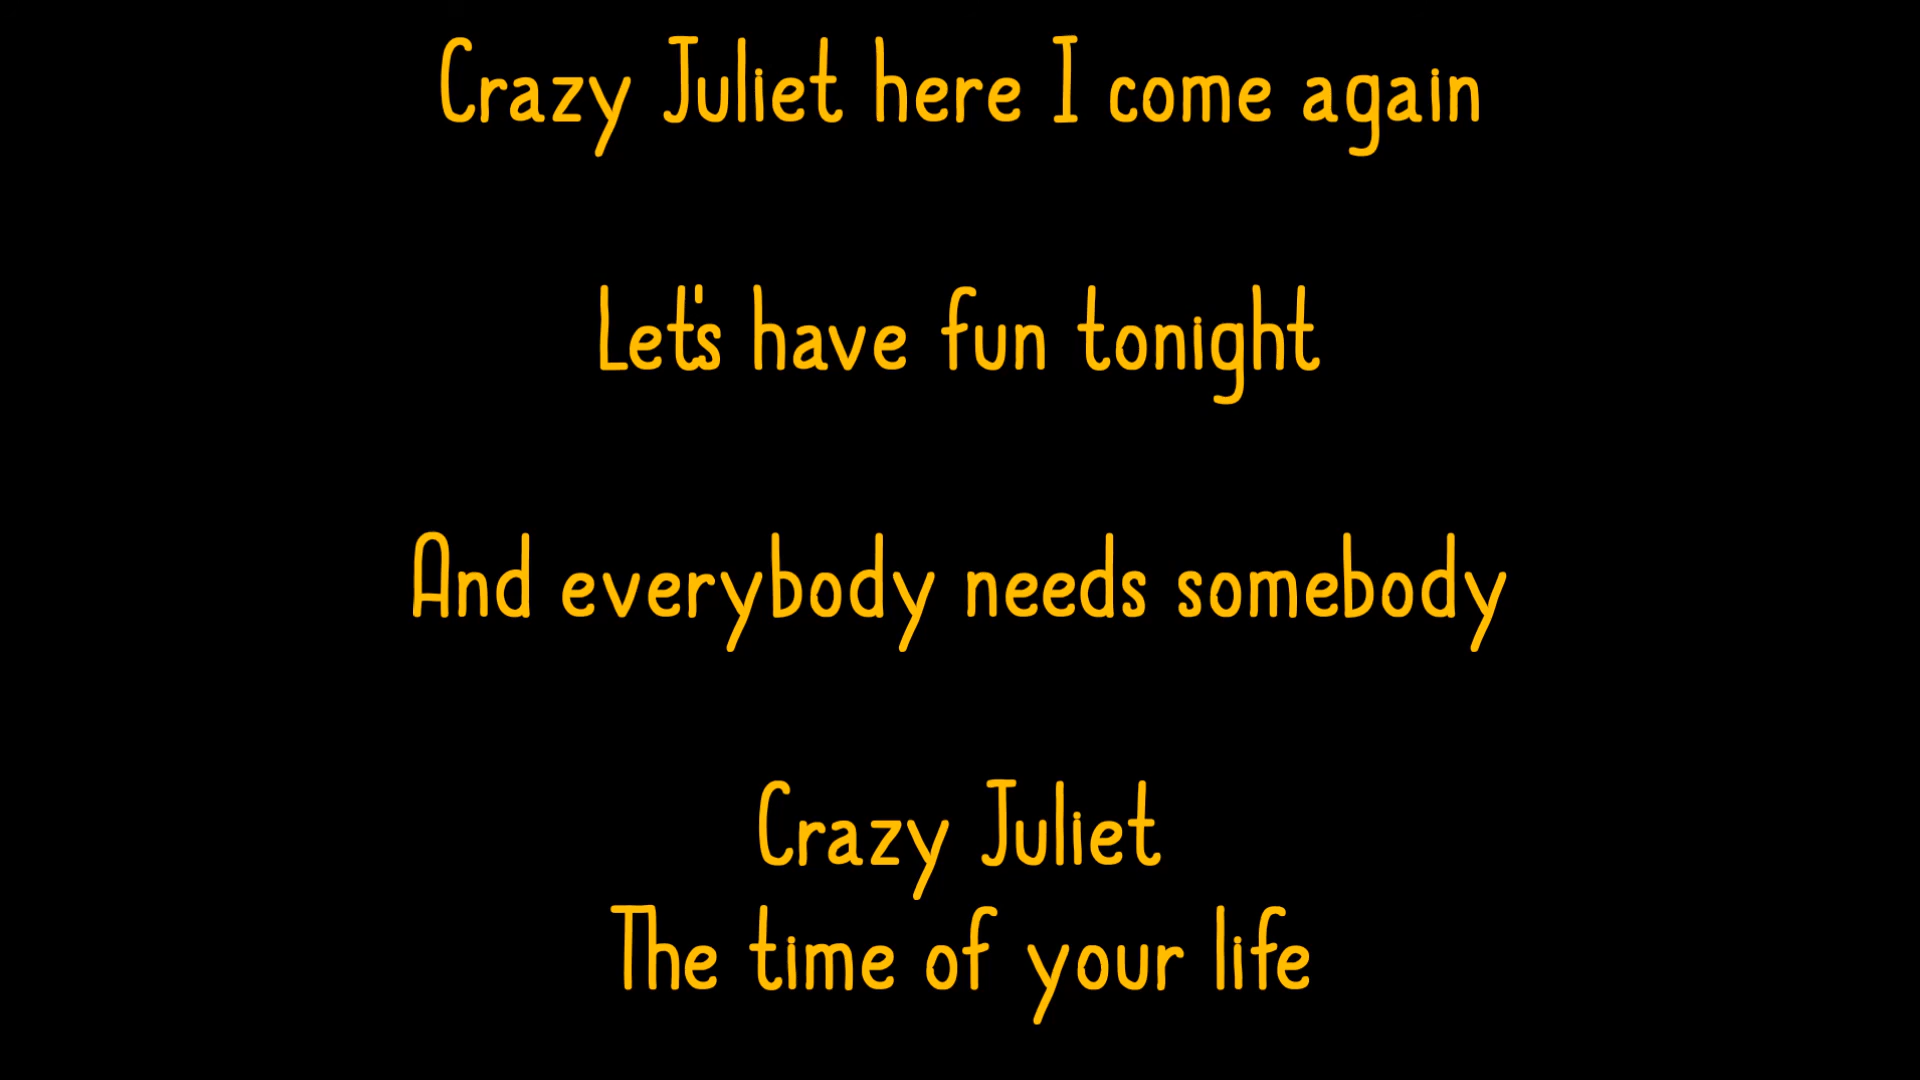 Crazy Juliet here I come again
Let's have fun tonight
And everybody needs somebody
Crazy Juliet
The time of your life